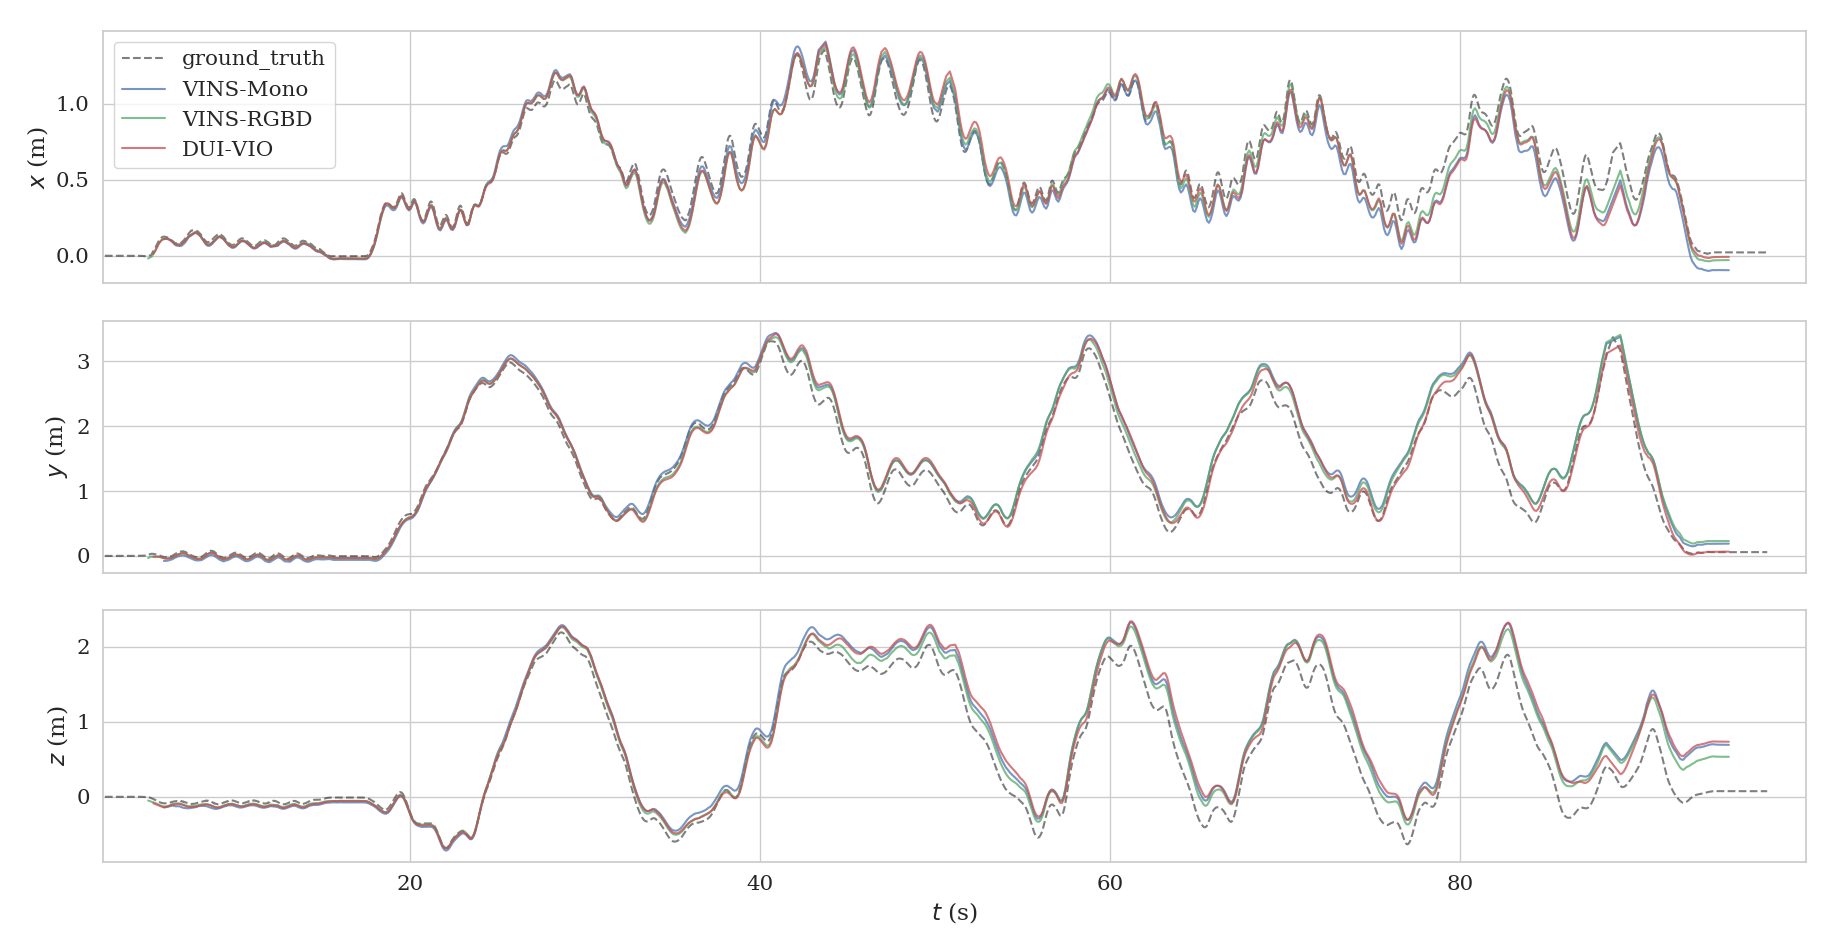 ground_truth
VINS-Mono
VINS-RGBD
DUI-VIO
x (m)
1.0
0.5
0.0
y (m)
3
2
1
0
z (m)
2
1
0
20 40 60 80
t (s)